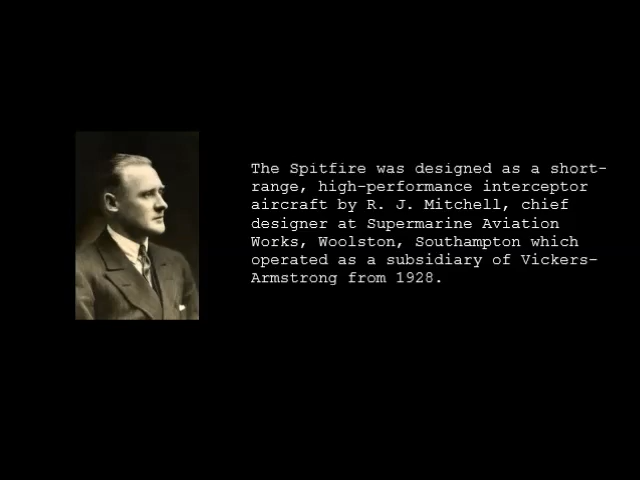 The Spitfire was designed as a short-
range, high-performance interceptor
aircraft by R. J. Mitchell, chief
designer at Supermarine Aviation
Works, Woolston, Southampton which
operated as a subsidiary of Vickers-
Armstrong from 1928.